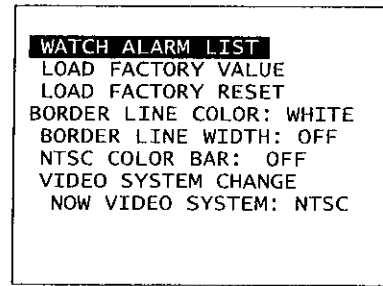 WATCH ALARM LIST
LOAD FACTORY VALUE
LOAD FACTORY RESET
BORDER LINE COLOR: WHITE
BORDER LINE WIDTH: OFF
NTSC COLOR BAR: OFF
VIDEO SYSTEM CHANGE
NOW VIDEO SYSTEM: NTSC